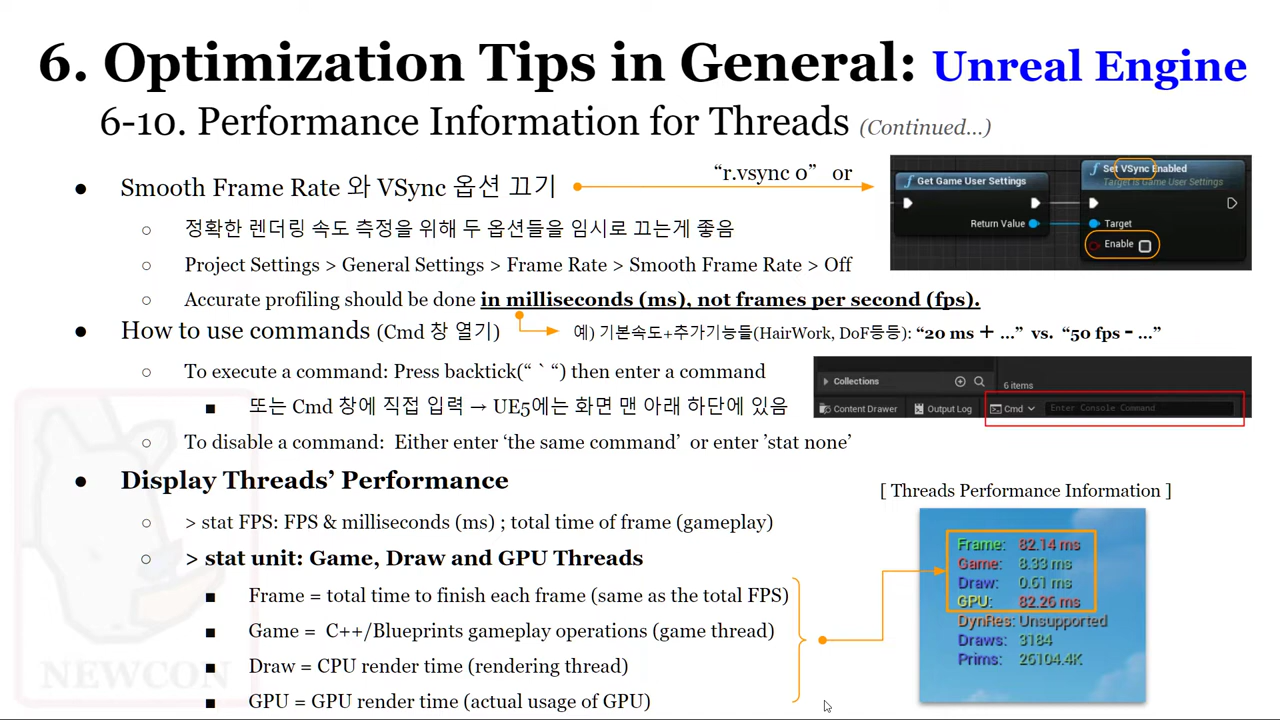 6. Optimization Tips in General: Unreal Engine
6-10. Performance Information for Threads (Continued...)
● Smooth Frame Rate 와 VSync 옵션 끄기
“r.vsync 0” or
○ 정확한 렌더링 속도 측정을 위해 두 옵션들을 임시로 끄는게 좋음
○ Project Settings > General Settings > Frame Rate > Smooth Frame Rate > Off
○ Accurate profiling should be done in milliseconds (ms), not frames per second (fps).
Get Game User Settings
Return Value
Set VSync Enabled
Target is Game User Settings
Target
Enable
● How to use commands (Cmd 창 열기)
예) 기본속도+추가기능들(HairWork, DoF등등): “20 ms + ...” vs. “50 fps - ...”
○ To execute a command: Press backtick(“ ` “) then enter a command
■ 또는 Cmd 창에 직접 입력 → UE5에는 화면 맨 아래 하단에 있음
○ To disable a command: Either enter ‘the same command’ or enter ’stat none’
Collections
6 items
Content Drawer
Output Log
Cmd
Enter Console Command
● Display Threads’ Performance
○ > stat FPS: FPS & milliseconds (ms) ; total time of frame (gameplay)
○ > stat unit: Game, Draw and GPU Threads
■ Frame = total time to finish each frame (same as the total FPS)
■ Game = C++/Blueprints gameplay operations (game thread)
■ Draw = CPU render time (rendering thread)
■ GPU = GPU render time (actual usage of GPU)
[ Threads Performance Information ]
Frame: 82.14 ms
Game: 8.33 ms
Draw: 0.61 ms
GPU: 82.26 ms
DynRes: Unsupported
Draws: 3184
Prims: 26104.4K
NEWCON